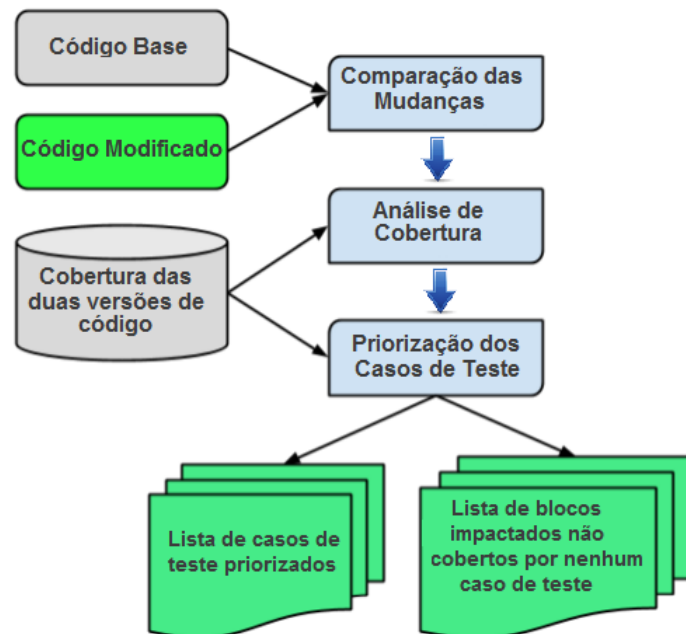 Código Base
Comparação das
Mudanças
Código Modificado
Análise de
Cobertura
Cobertura das
duas versões de
código
Priorização dos
Casos de Teste
Lista de casos de
teste priorizados
Lista de blocos
impactados não
cobertos por nenhum
caso de teste